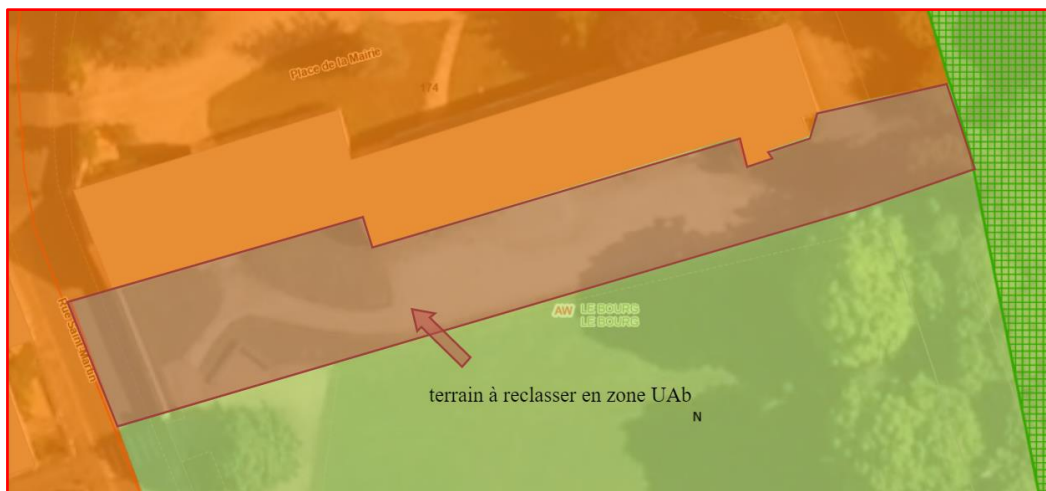 Place de la Mairie
174
Rue Saint-Martin
AW LE BOURG
LE BOURG
terrain à reclasser en zone UAb
N